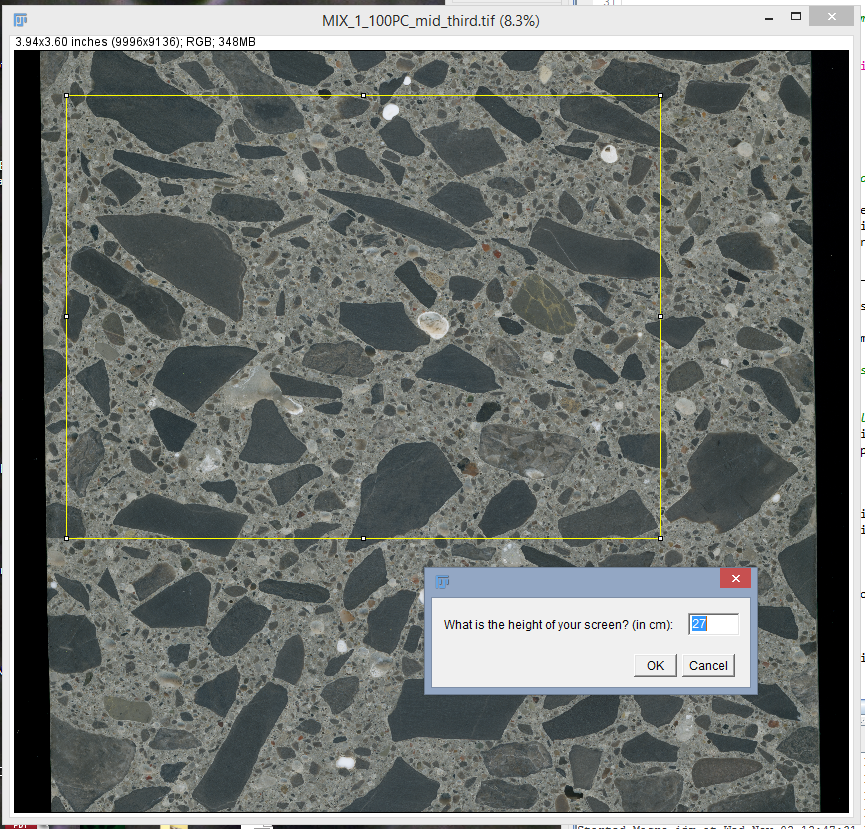 MIX_1_100PC_mid_third.tif (8.3%)
3.94x3.60 inches (9996x9136); RGB; 348MB
What is the height of your screen? (in cm): 27
OK Cancel